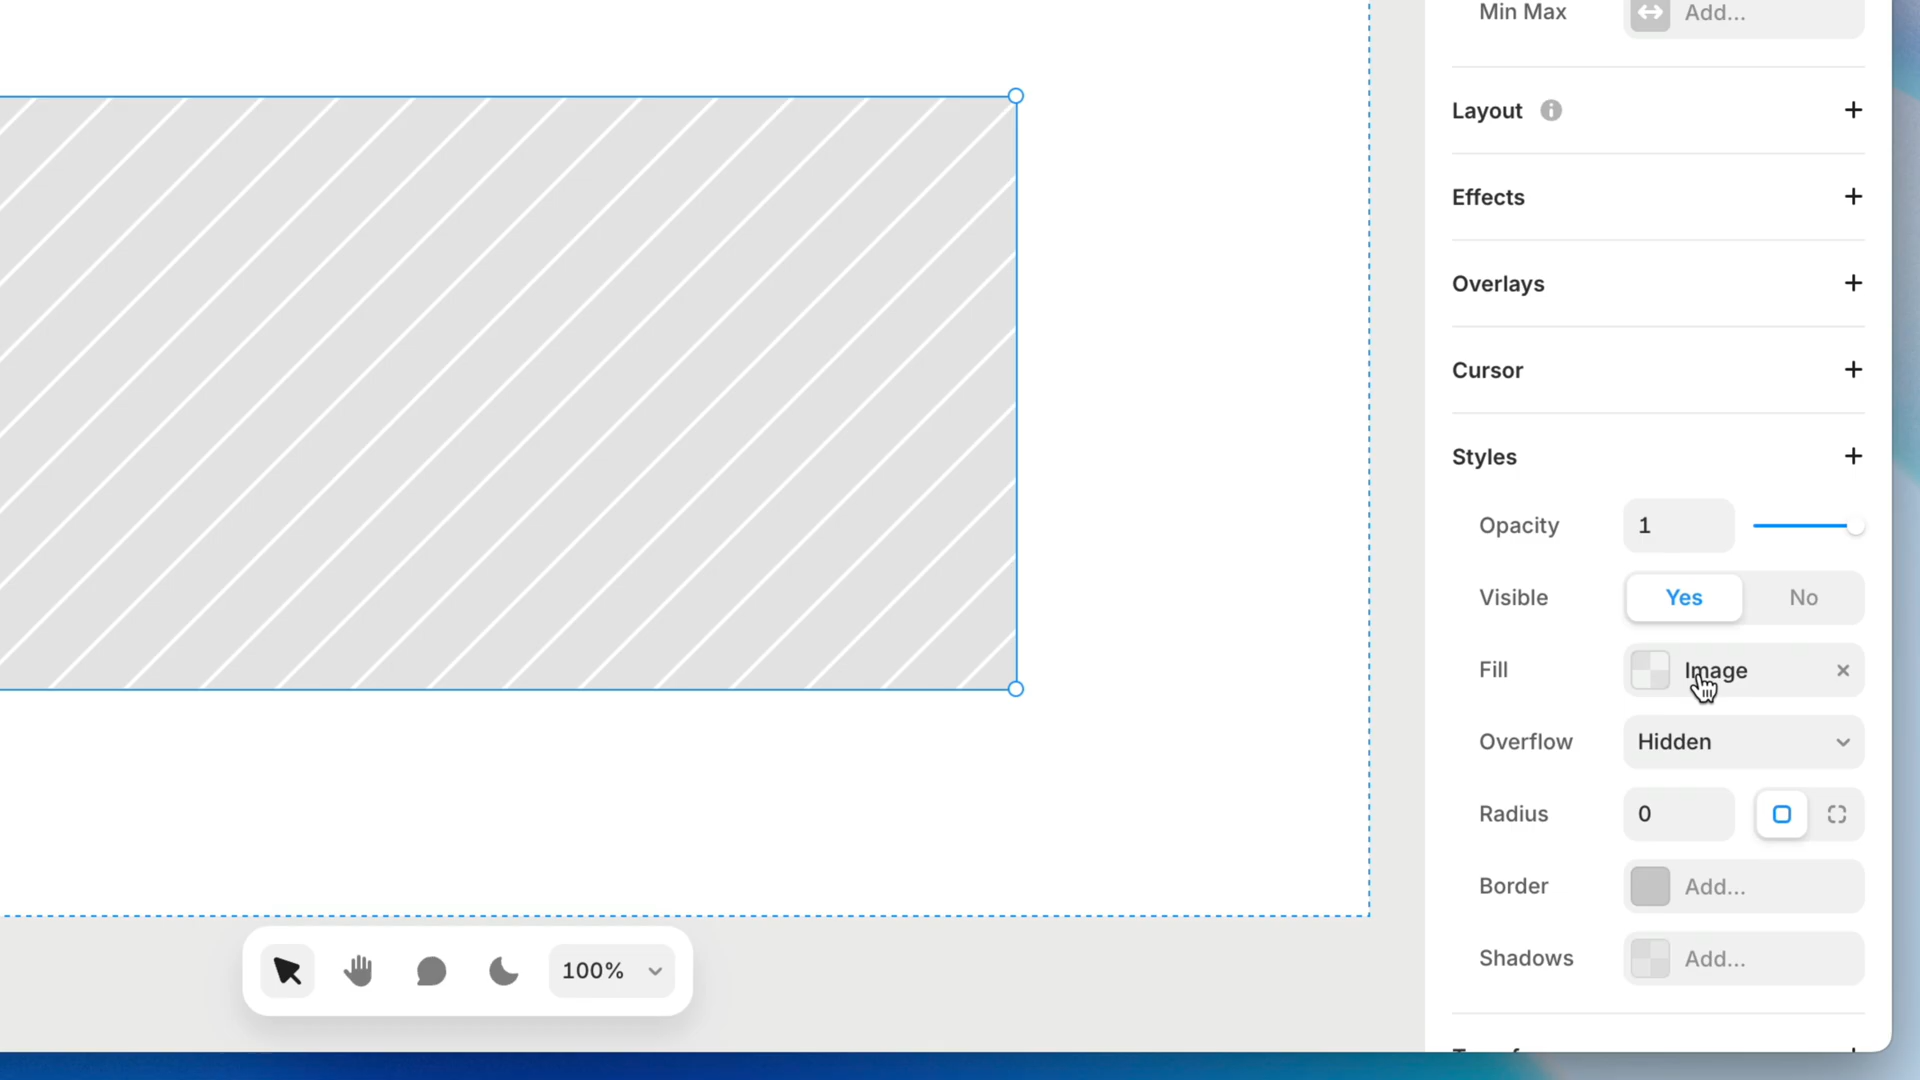 Min Max Add...
Layout
Effects
Overlays
Cursor
Styles
Opacity 1
Visible Yes No
Fill Image
Overflow Hidden
Radius 0
Border Add...
Shadows Add...
100%